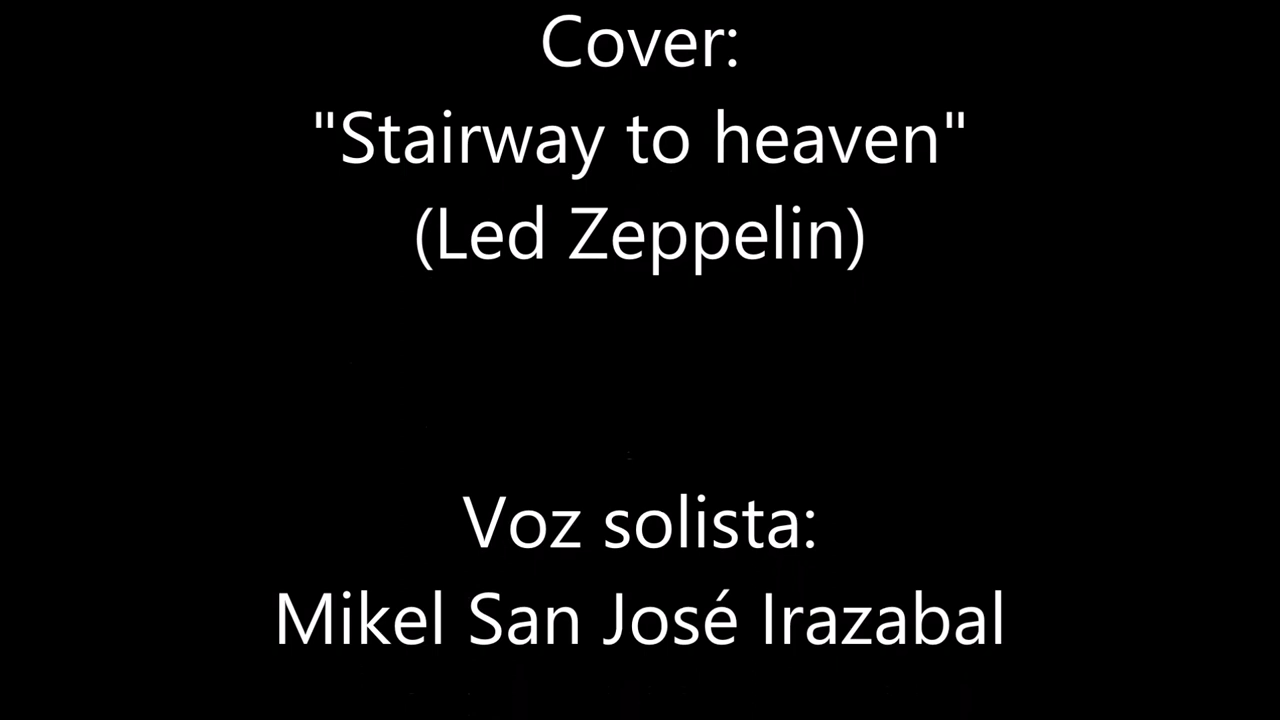 Cover:
"Stairway to heaven"
(Led Zeppelin)
Voz solista:
Mikel San José Irazabal